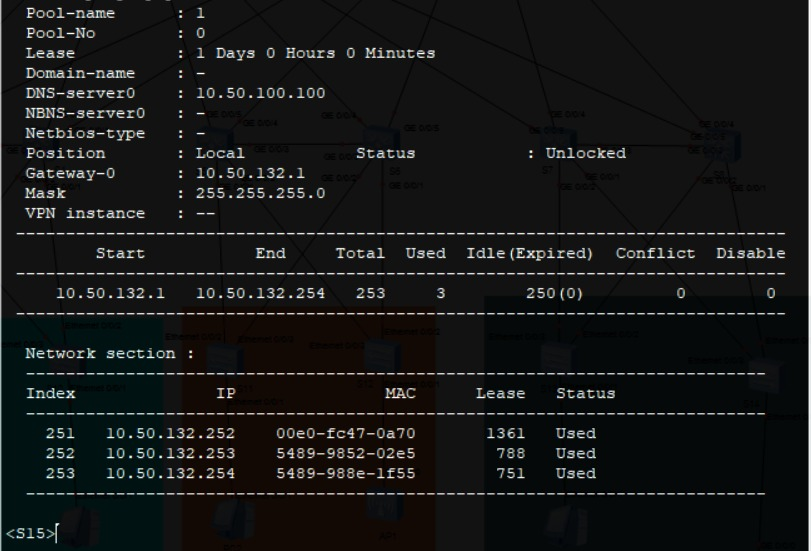 Pool-name : 1
Pool-No : 0
Lease : 1 Days 0 Hours 0 Minutes
Domain-name : -
DNS-server0 : 10.50.100.100
NBNS-server0 : -
Netbios-type : -
Position : Local Status : Unlocked
Gateway-0 : 10.50.132.1
Mask : 255.255.255.0
VPN instance : --
Start End Total Used Idle(Expired) Conflict Disable
10.50.132.1 10.50.132.254 253 3 250(0) 0 0
Network section :
Index IP MAC Lease Status
251 10.50.132.252 00e0-fc47-0a70 1361 Used
252 10.50.132.253 5489-9852-02e5 788 Used
253 10.50.132.254 5489-988e-1f55 751 Used
<S15>